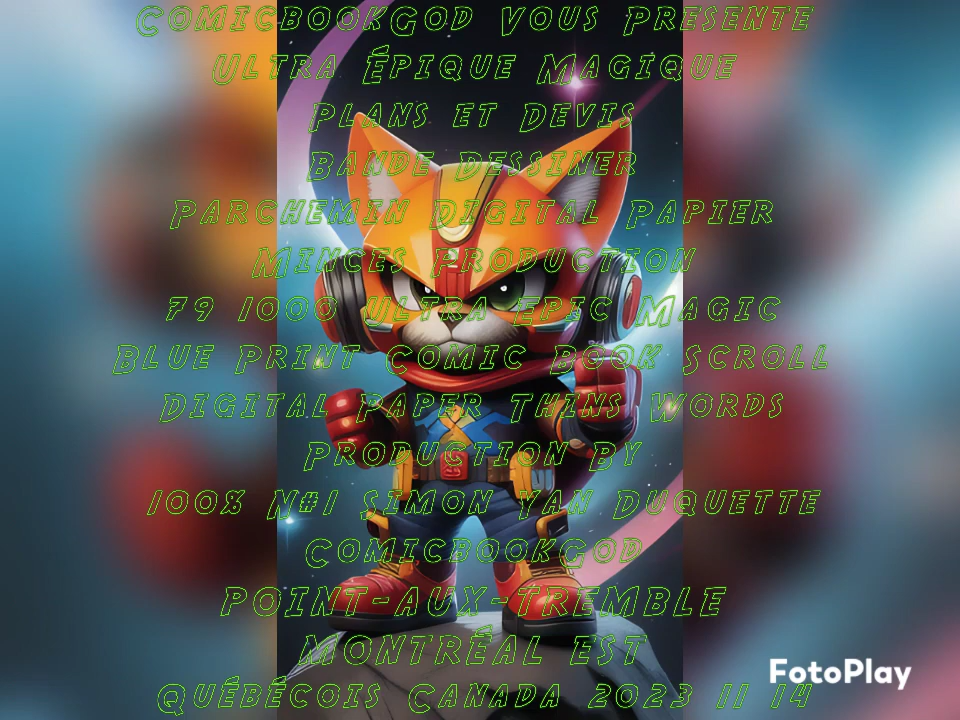 ComicbookGod Vous Presente
Ultra Épique Magique
Plans et Devis
Bande Dessiner
Parchemin Digital Papier
Minces Production
79 1000 Ultra Epic Magic
Blue Print Comic Book Scroll
Digital Paper Thins Words
Production By
100% N#1 Simon Yan Duquette
ComicbookGod
POINT-AUX-TREMBLE
Montréal Est
Québécois Canada 2023 11 14
FotoPlay